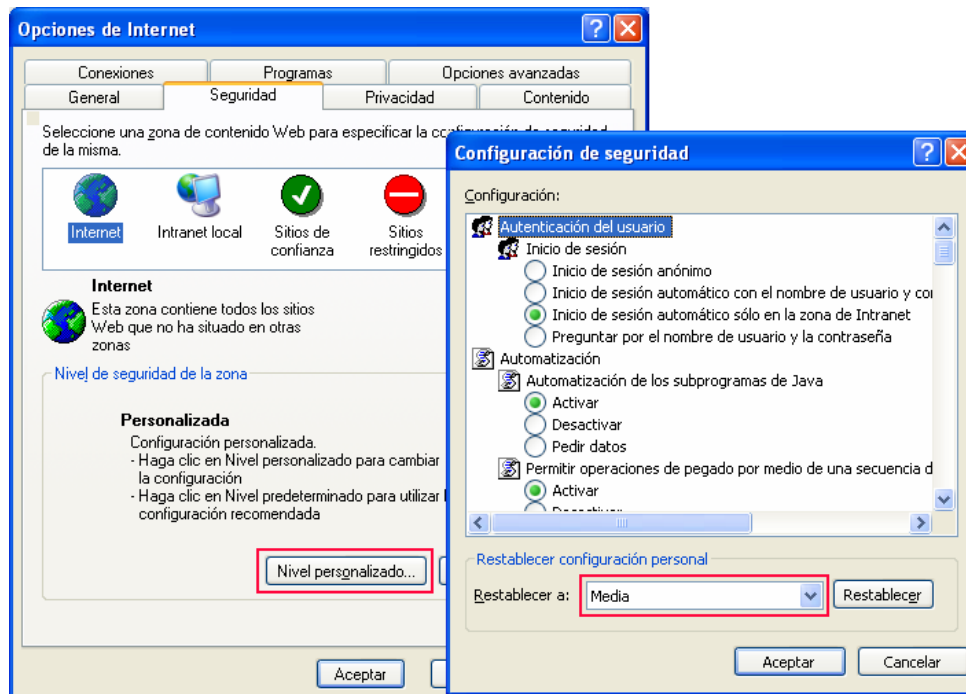 Opciones de Internet
Conexiones Programas Opciones avanzadas
General Seguridad Privacidad Contenido
Seleccione una zona de contenido Web para especificar la configuración de seguridad
de la misma.
Internet Intranet local Sitios de confianza Sitios restringidos
Internet
Esta zona contiene todos los sitios
Web que no ha situado en otras
zonas
Nivel de seguridad de la zona
Personalizada
Configuración personalizada.
- Haga clic en Nivel personalizado para cambiar
la configuración
- Haga clic en Nivel predeterminado para utilizar
configuración recomendada
Nivel personalizado...
Aceptar
Configuración de seguridad
Configuración:
Autenticación del usuario
Inicio de sesión
Inicio de sesión anónimo
Inicio de sesión automático con el nombre de usuario y
Inicio de sesión automático sólo en la zona de Intranet
Preguntar por el nombre de usuario y la contraseña
Automatización
Automatización de los subprogramas de Java
Activar
Desactivar
Pedir datos
Permitir operaciones de pegado por medio de una secuencia
Activar
Desactivar
Restablecer configuración personal
Restablecer a: Media Restablecer
Aceptar Cancelar